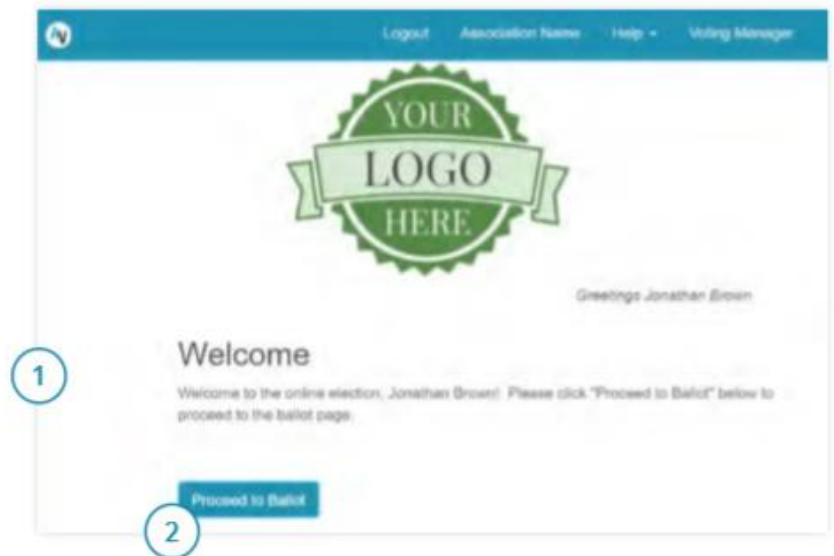 Logout Association Name Help Voting Manager
YOUR
LOGO
HERE
Greetings Jonathan Brown
1
Welcome
Welcome to the online election, Jonathan Brown! Please click "Proceed to Ballot" below to
proceed to the ballot page.
Proceed to Ballot
2